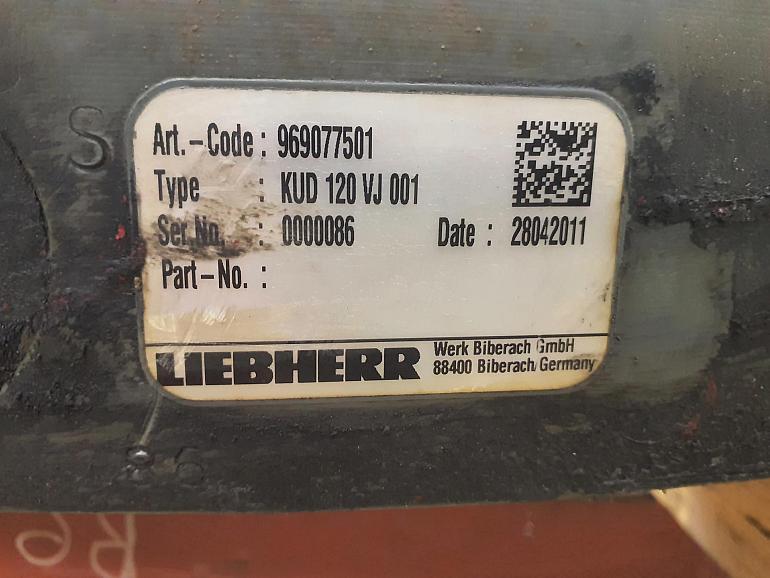 S
Art.-Code : 969077501
Type : KUD 120 VJ 001
Ser.No. : 0000086 Date : 28042011
Part-No. :
LIEBHERR Werk Biberach GmbH
88400 Biberach/Germany